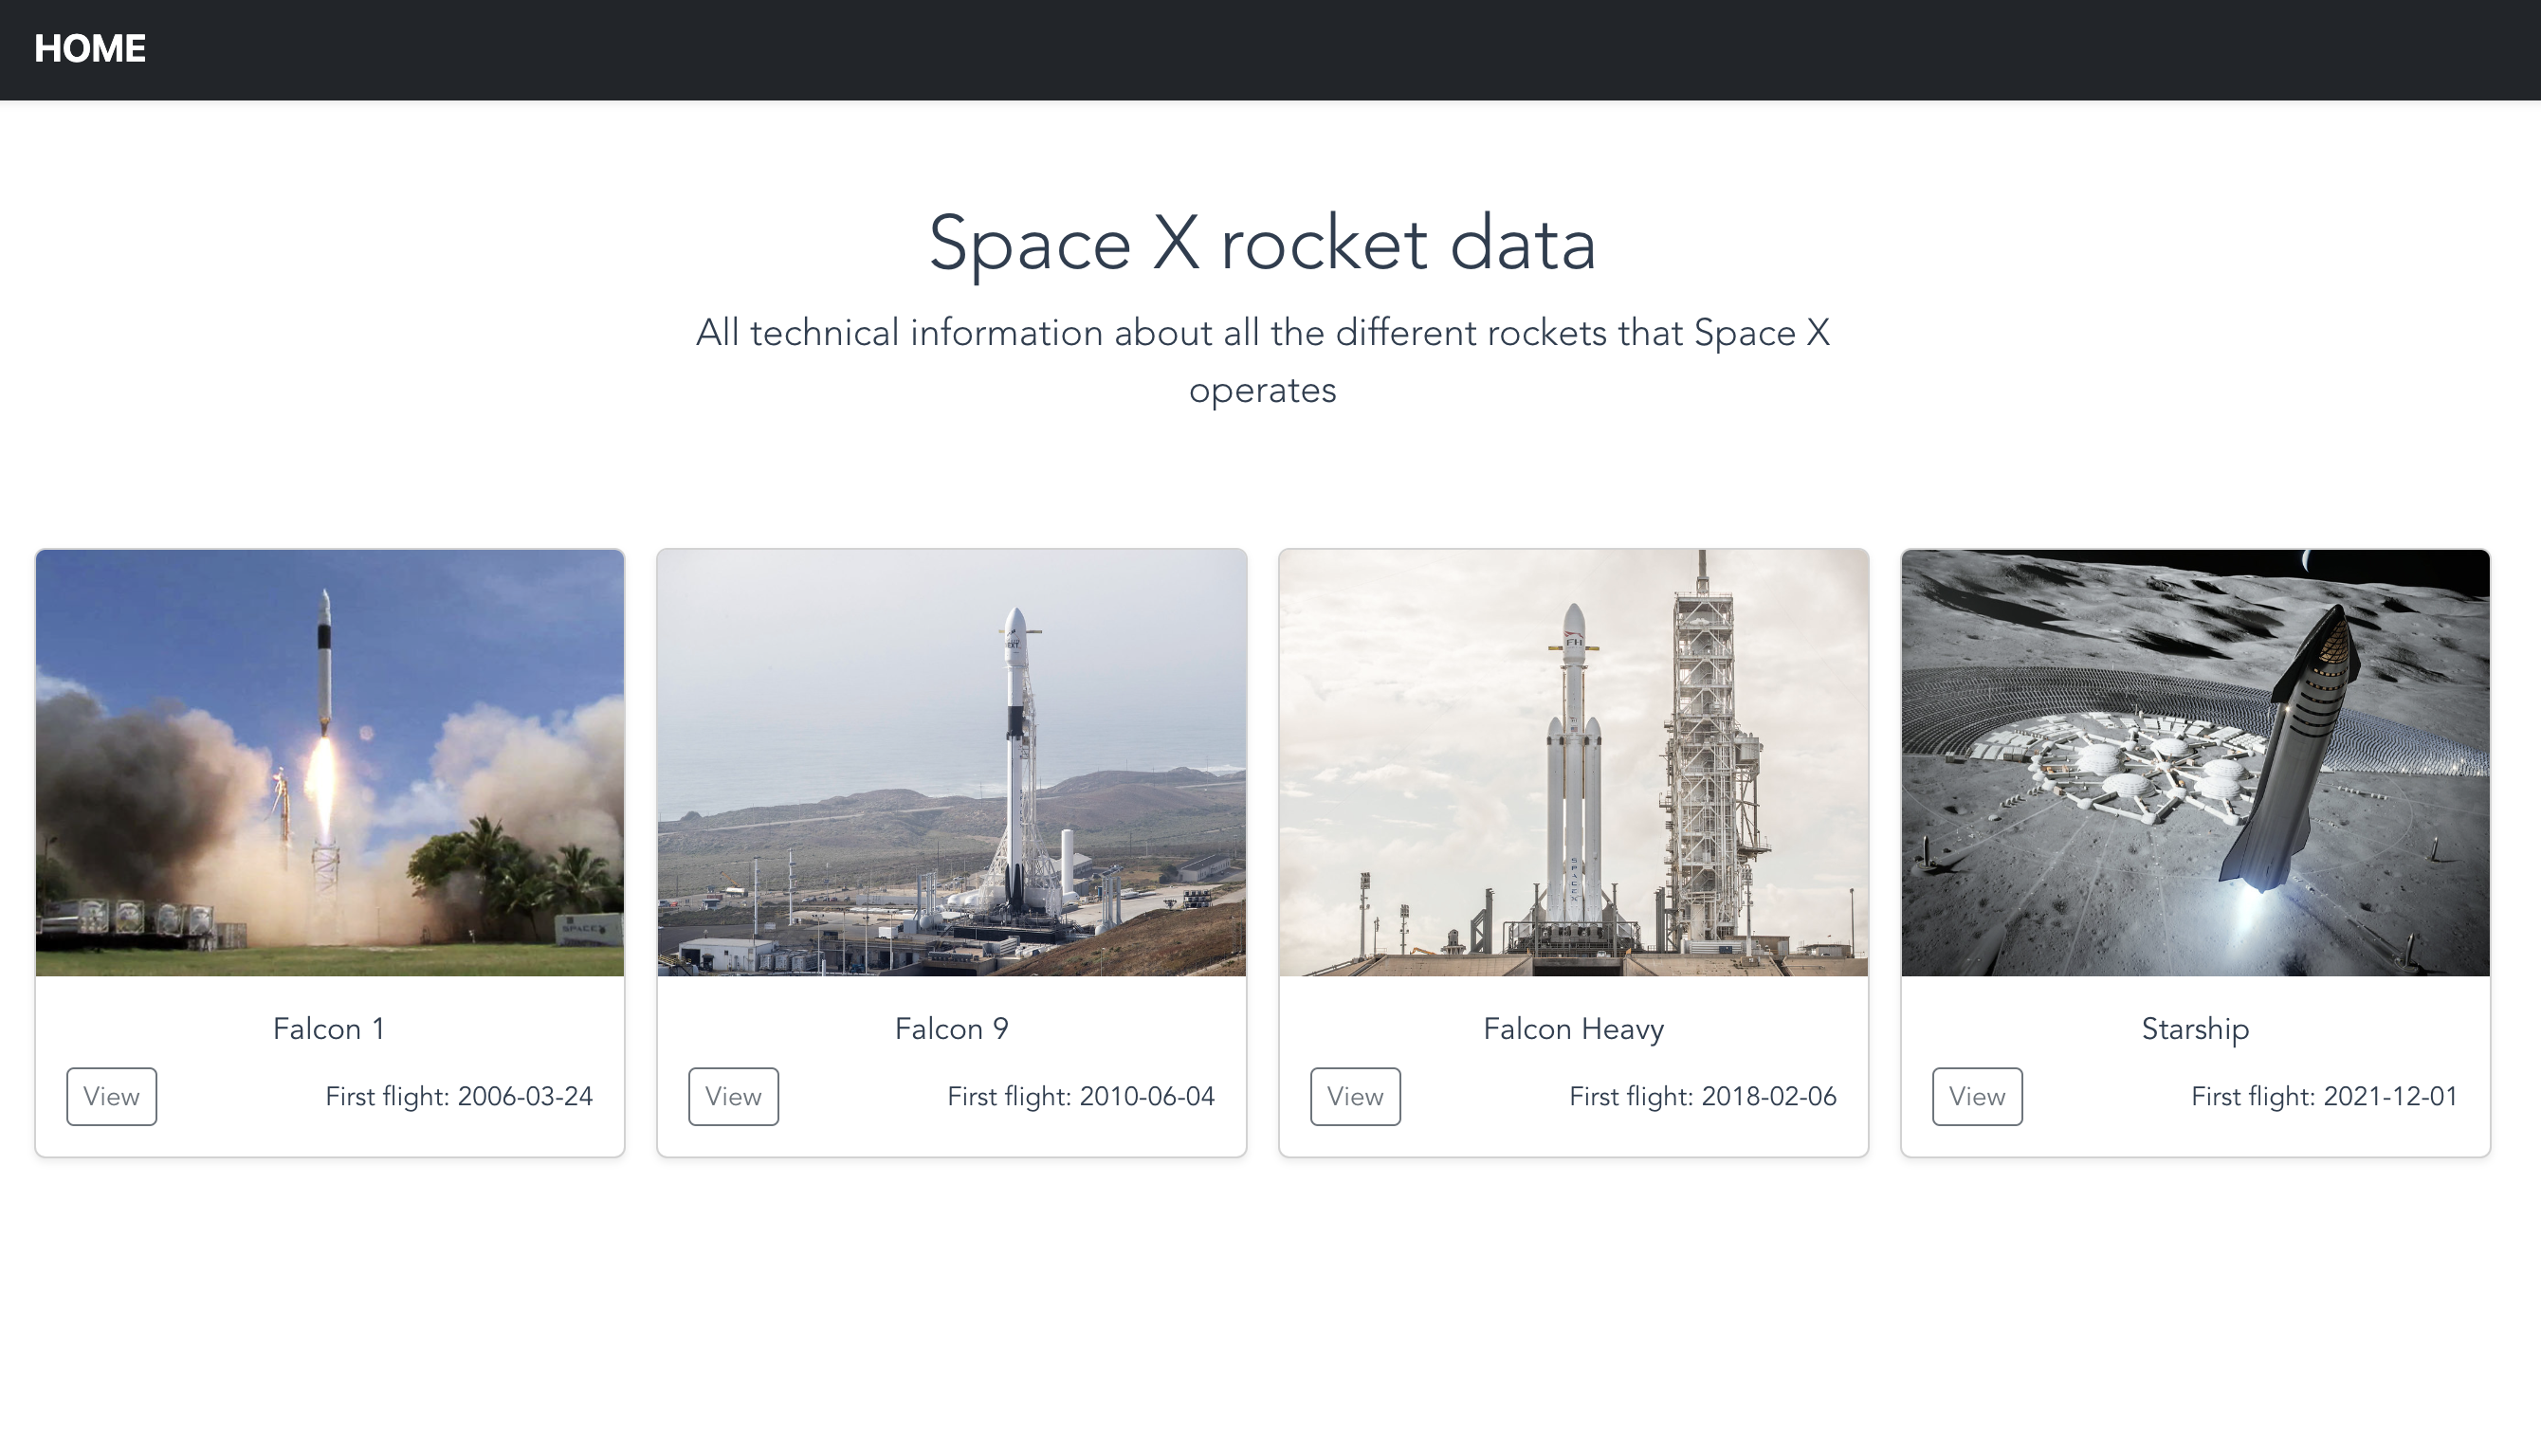 HOME
Space X rocket data
All technical information about all the different rockets that Space X
operates
FH
SPACEX
Falcon 1
View
First flight: 2006-03-24
Falcon 9
View
First flight: 2010-06-04
Falcon Heavy
View
First flight: 2018-02-06
Starship
View
First flight: 2021-12-01